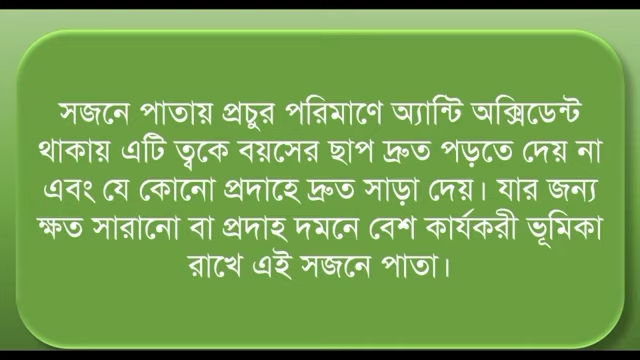 সজনে পাতায় প্রচুর পরিমাণে অ্যান্টি অক্সিডেন্ট
থাকায় এটি ত্বকে বয়সের ছাপ দ্রুত পড়তে দেয় না
এবং যে কোনো প্রদাহে দ্রুত সাড়া দেয়। যার জন্য
ক্ষত সারানো বা প্রদাহ দমনে বেশ কার্যকরী ভূমিকা
রাখে এই সজনে পাতা।